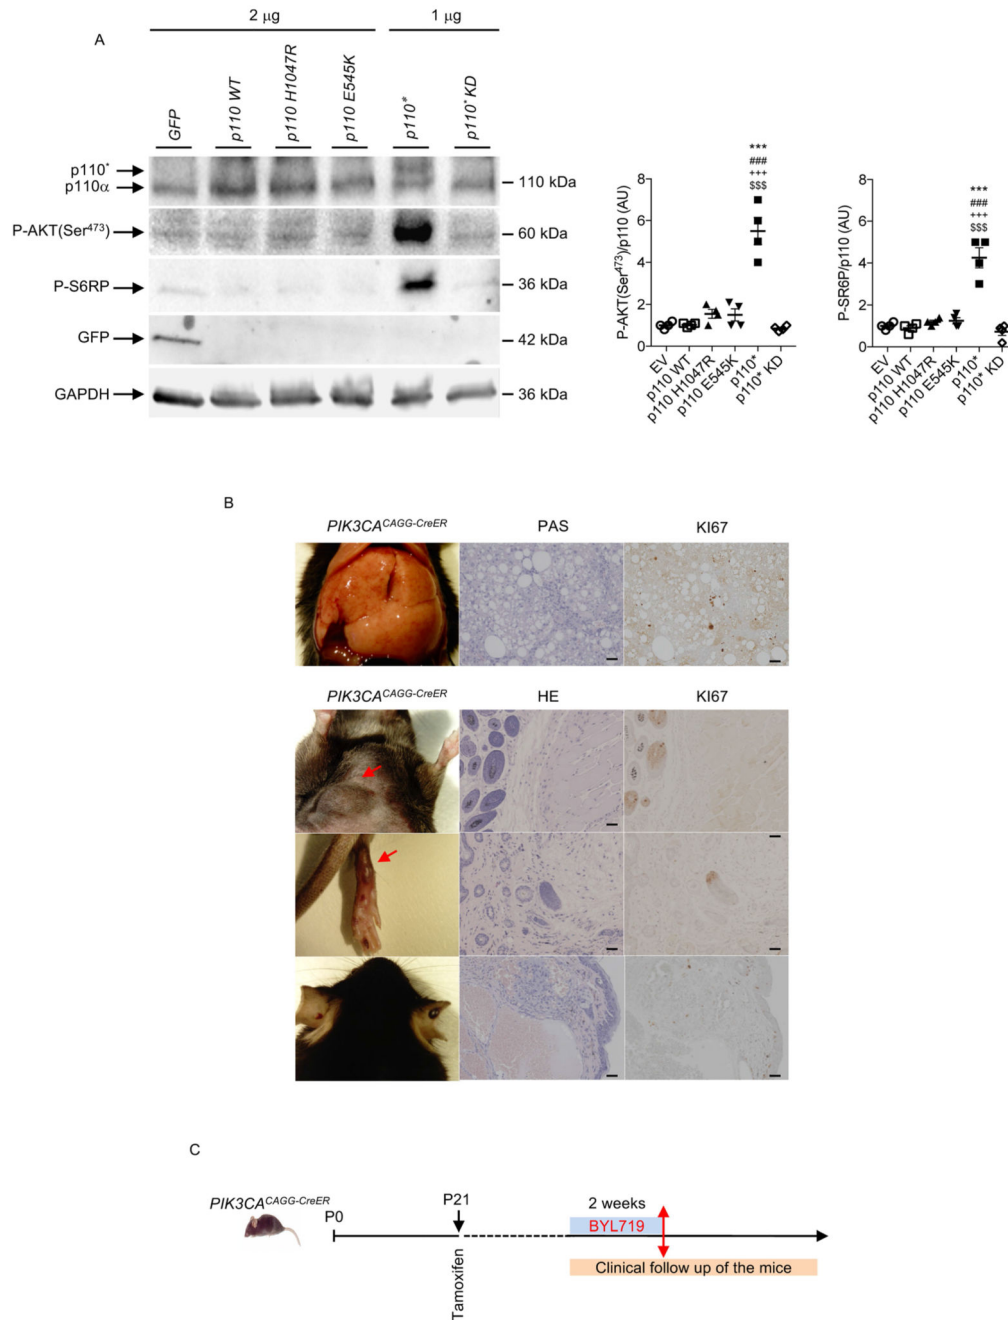 A
2 µg
1 µg
GFP
p110 WT
p110 H1047R
p110 E545K
p110*
p110* KD
p110*
p110α
110 kDa
P-AKT(Ser473)
60 kDa
P-S6RP
36 kDa
GFP
42 kDa
GAPDH
36 kDa
P-AKT(Ser473)/p110 (AU)
8
6
4
2
0
***
###
+++
$$$
EV
p110 WT
p110 H1047R
p110 E545K
p110*
p110* KD
P-SR6P/p110 (AU)
8
6
4
2
0
***
###
+++
$$$
EV
p110 WT
p110 H1047R
p110 E545K
p110*
p110* KD
B
PIK3CACAGG-CreER
PAS
KI67
PIK3CACAGG-CreER
HE
KI67
C
PIK3CACAGG-CreER
P0
P21
Tamoxifen
2 weeks
BYL719
Clinical follow up of the mice